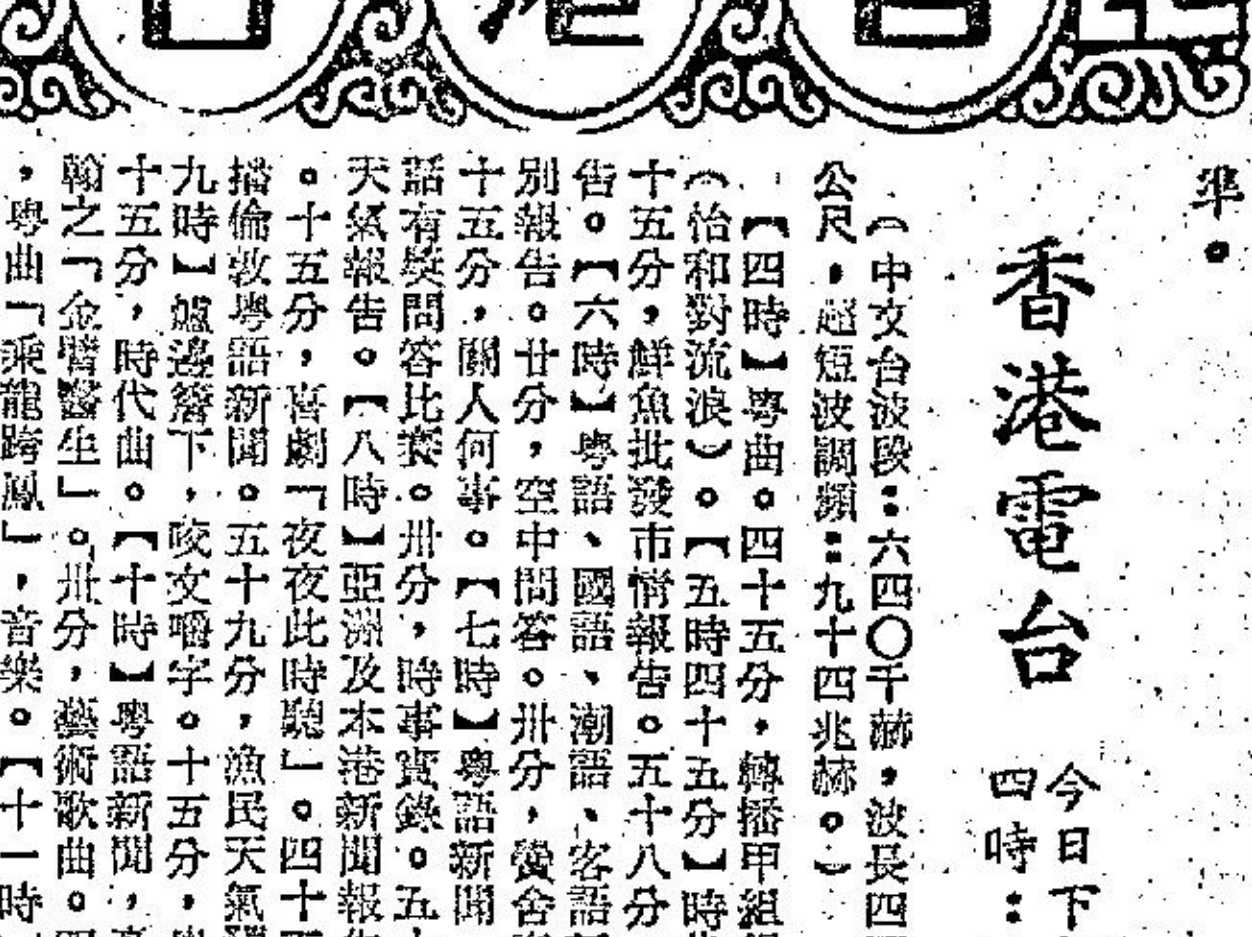 準。
香港電台
今日下
四時：
（中文台波段：六四〇千赫，波長四
公尺，超短波調頻：九十四兆赫。）
【四時】粵曲。四十五分，轉播甲組
（怡和對流浪）。【五時四十五分】時
十五分，鮮魚批發市情報告。五十八分
告。【六時】粵語、國語、潮語、客語
別報告。廿分，空中問答。卅分，黌舍
十五分，關人何事。【七時】粵語新聞
話有獎問答比賽。卅分，時事實錄。五
天氣報告。【八時】亞洲及本港新聞報
。十五分，喜劇「夜夜此時聽」。四十
播倫敦粵語新聞。五十九分，漁民天氣
九時】爐邊簷下，咬文嚼字。十五分，
十五分，時代曲。【十時】粵語新聞，
翰之「金臂醫生」。卅分，藝術歌曲。
，粵曲「乘龍跨鳳」，音樂。【十一時